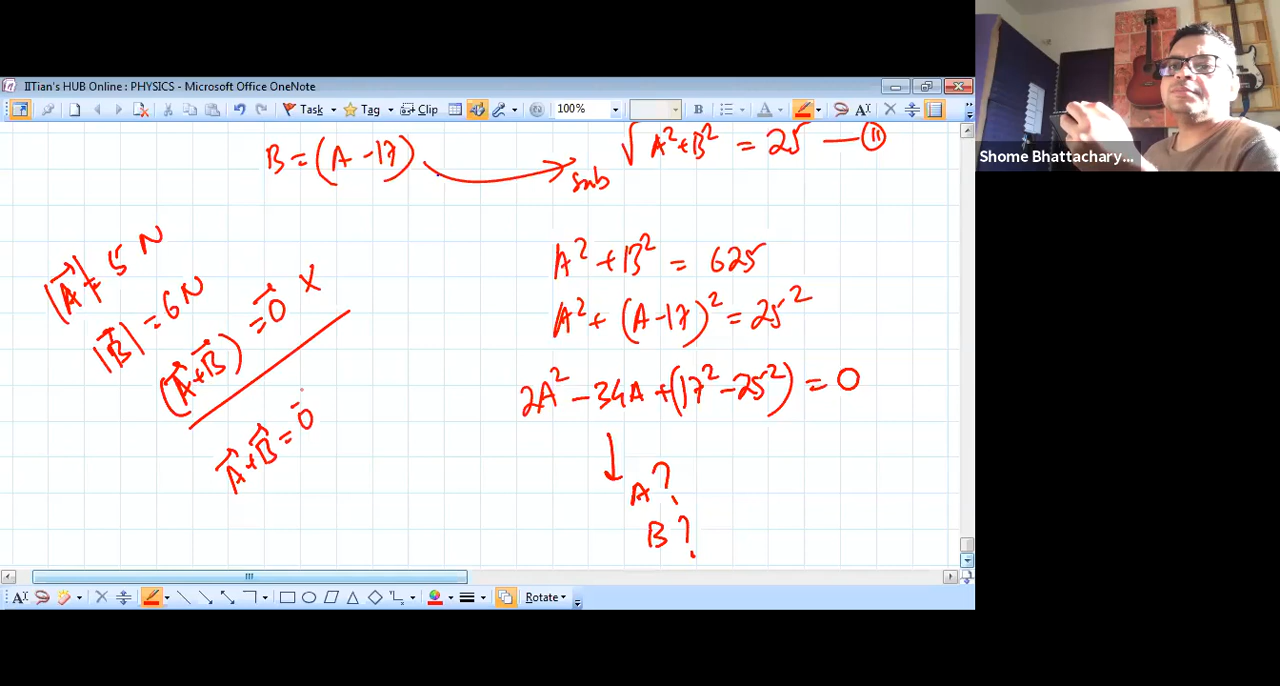 IITian's HUB Online : PHYSICS - Microsoft Office OneNote
Task Tag Clip 100% B A
Shome Bhattachary...
B = (A - 17) sub √A²+B² = 25 — (II)
A² + B² = 625
A² + (A-17)² = 25²
2A² - 34A + (17² - 25²) = 0
A?
B?
|A⃗| = 5 N
|B⃗| = 6 N
(A⃗+B⃗) = 0⃗ X
A⃗+B⃗ = 0̄
Rotate